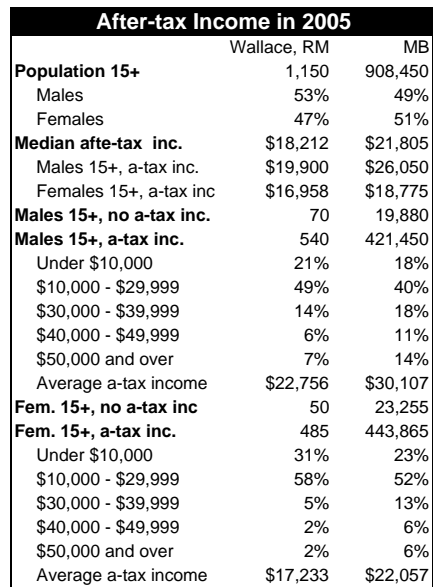 After-tax Income in 2005
Wallace, RM MB
Population 15+ 1,150 908,450
Males 53% 49%
Females 47% 51%
Median afte-tax inc. $18,212 $21,805
Males 15+, a-tax inc. $19,900 $26,050
Females 15+, a-tax inc $16,958 $18,775
Males 15+, no a-tax inc. 70 19,880
Males 15+, a-tax inc. 540 421,450
Under $10,000 21% 18%
$10,000 - $29,999 49% 40%
$30,000 - $39,999 14% 18%
$40,000 - $49,999 6% 11%
$50,000 and over 7% 14%
Average a-tax income $22,756 $30,107
Fem. 15+, no a-tax inc 50 23,255
Fem. 15+, a-tax inc. 485 443,865
Under $10,000 31% 23%
$10,000 - $29,999 58% 52%
$30,000 - $39,999 5% 13%
$40,000 - $49,999 2% 6%
$50,000 and over 2% 6%
Average a-tax income $17,233 $22,057